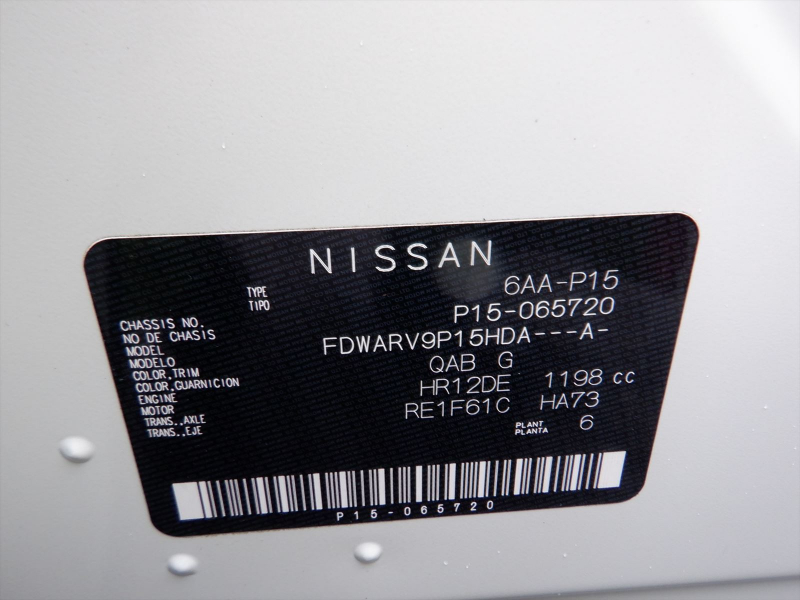 NISSAN
TYPE
TIPO
6AA-P15
CHASSIS NO.
NO DE CHASIS
P15-065720
MODEL
MODELO
FDWARV9P15HDA---A-
COLOR,TRIM
COLOR,GUARNICION
QAB G
ENGINE
MOTOR
HR12DE 1198 cc
TRANS.,AXLE
TRANS.,EJE
RE1F61C HA73
PLANT
PLANTA
6
P15-065720